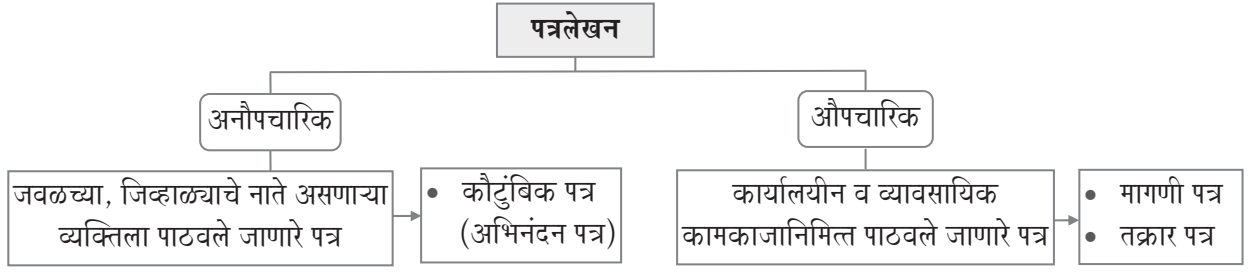 पत्रलेखन
अनौपचारिक
औपचारिक
जवळच्या, जिव्हाळ्याचे नाते असणाऱ्या
व्यक्तिला पाठवले जाणारे पत्र
• कौटुंबिक पत्र
(अभिनंदन पत्र)
कार्यालयीन व व्यावसायिक
कामकाजानिमित्त पाठवले जाणारे पत्र
• मागणी पत्र
• तक्रार पत्र